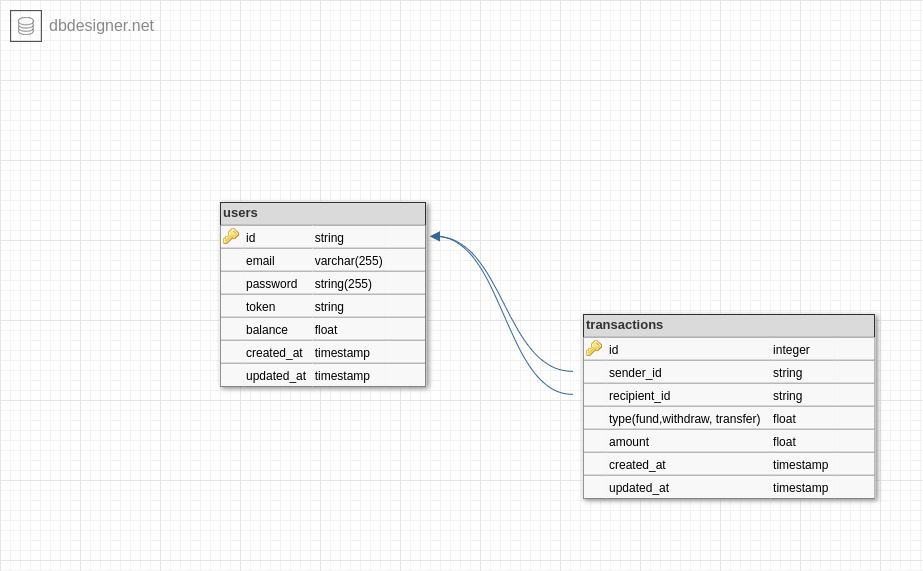 dbdesigner.net
users
id string
email varchar(255)
password string(255)
token string
balance float
created_at timestamp
updated_at timestamp
transactions
id integer
sender_id string
recipient_id string
type(fund,withdraw, transfer) float
amount float
created_at timestamp
updated_at timestamp